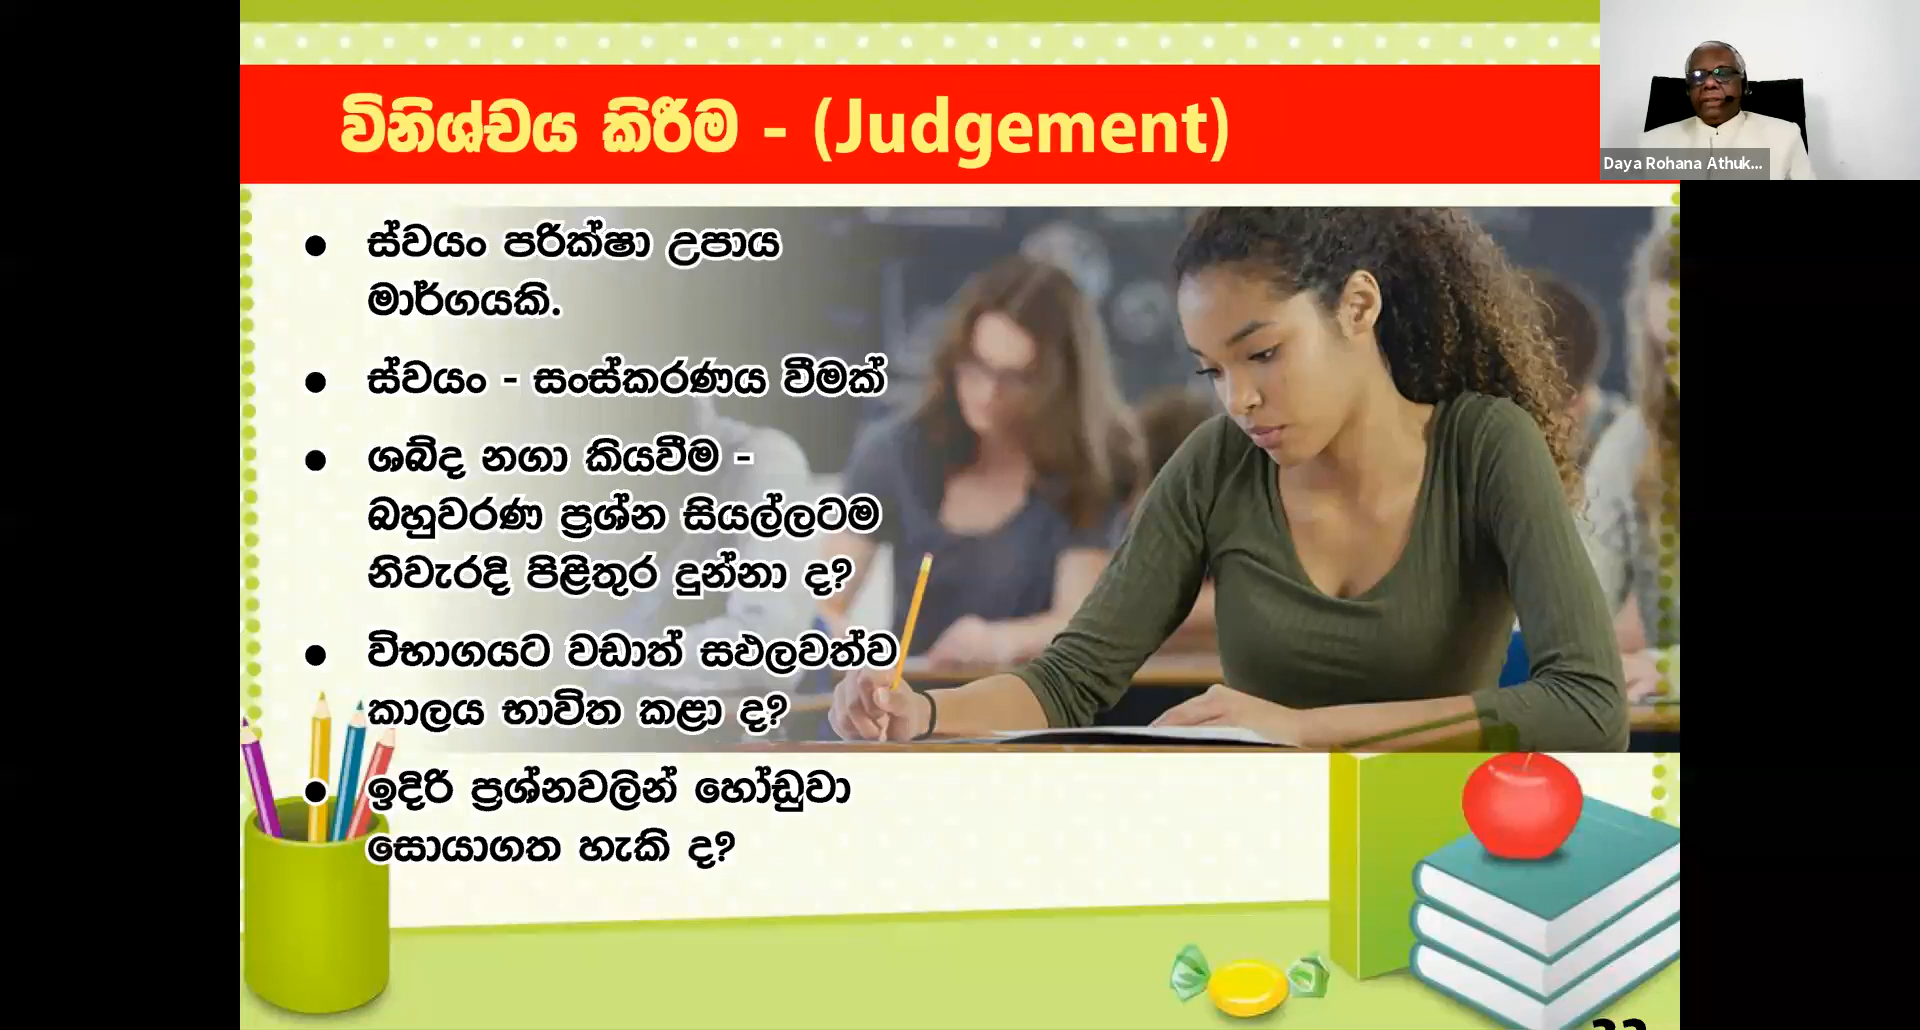 විනිශ්චය කිරීම - (Judgement)
Daya Rohana Athuk...
● ස්වයං පරික්ෂා උපාය
මාර්ගයකි.
● ස්වයං - සංස්කරණය වීමක්
● ශබ්ද නගා කියවීම -
බහුවරණ ප්‍රශ්න සියල්ලටම
නිවැරදි පිළිතුර දුන්නා ද?
● විභාගයට වඩාත් සඵලවත්ව
කාලය භාවිත කළා ද?
● ඉදිරි ප්‍රශ්නවලින් හෝඩුවා
සොයාගත හැකි ද?